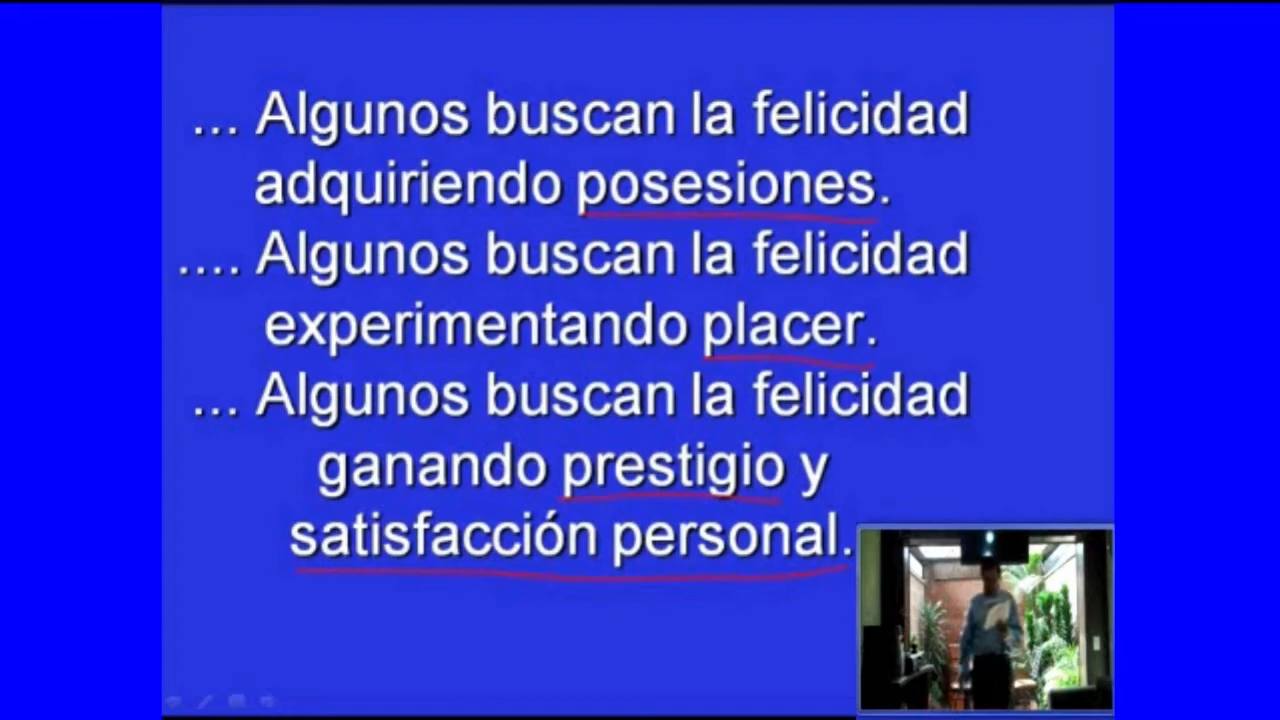 ... Algunos buscan la felicidad
adquiriendo posesiones.
.... Algunos buscan la felicidad
experimentando placer.
... Algunos buscan la felicidad
ganando prestigio y
satisfacción personal.